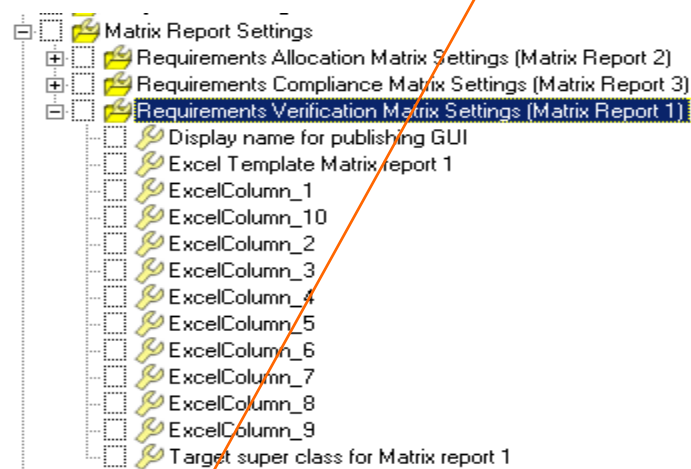 Matrix Report Settings
Requirements Allocation Matrix Settings (Matrix Report 2)
Requirements Compliance Matrix Settings (Matrix Report 3)
Requirements Verification Matrix Settings (Matrix Report 1)
Display name for publishing GUI
Excel Template Matrix report 1
ExcelColumn_1
ExcelColumn_10
ExcelColumn_2
ExcelColumn_3
ExcelColumn_4
ExcelColumn_5
ExcelColumn_6
ExcelColumn_7
ExcelColumn_8
ExcelColumn_9
Target super class for Matrix report 1